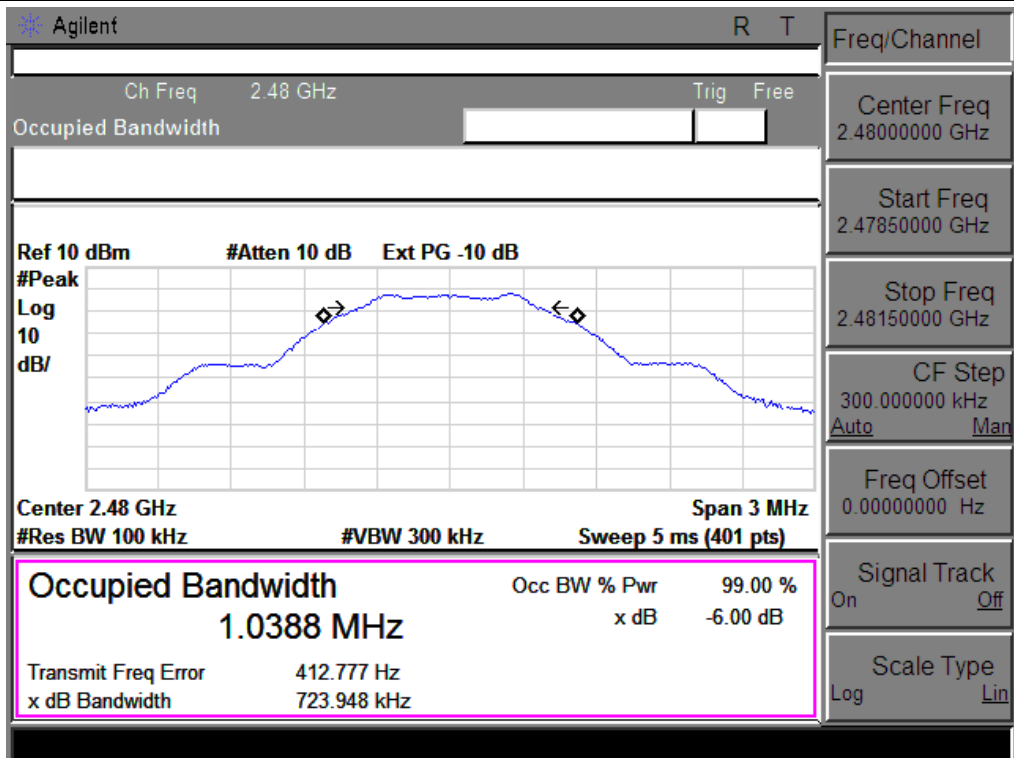 Agilent
R T
Ch Freq 2.48 GHz
Trig Free
Occupied Bandwidth
Ref 10 dBm #Atten 10 dB Ext PG -10 dB
#Peak
Log
10
dB/
Center 2.48 GHz
Span 3 MHz
#Res BW 100 kHz #VBW 300 kHz Sweep 5 ms (401 pts)
Occupied Bandwidth
1.0388 MHz
Occ BW % Pwr 99.00 %
x dB -6.00 dB
Transmit Freq Error 412.777 Hz
x dB Bandwidth 723.948 kHz
Freq/Channel
Center Freq
2.48000000 GHz
Start Freq
2.47850000 GHz
Stop Freq
2.48150000 GHz
CF Step
300.000000 kHz
Auto Man
Freq Offset
0.00000000 Hz
Signal Track
On Off
Scale Type
Log Lin